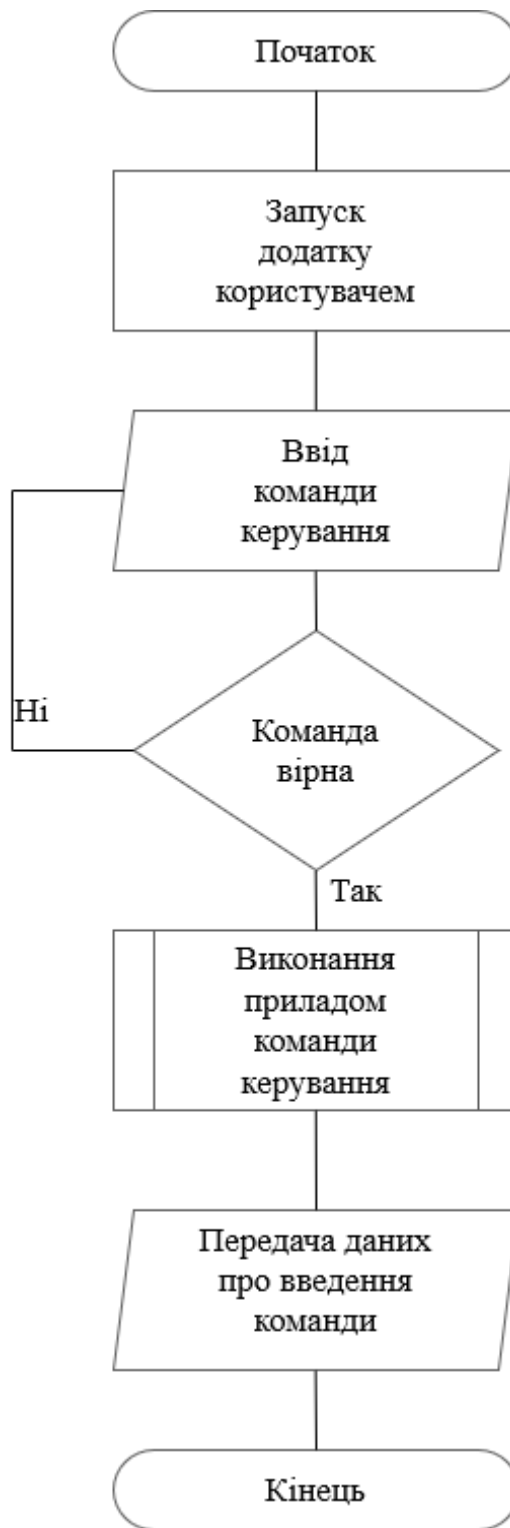 Початок
Запуск
додатку
користувачем
Ввід
команди
керування
Ні
Команда
вірна
Так
Виконання
приладом
команди
керування
Передача даних
про введення
команди
Кінець